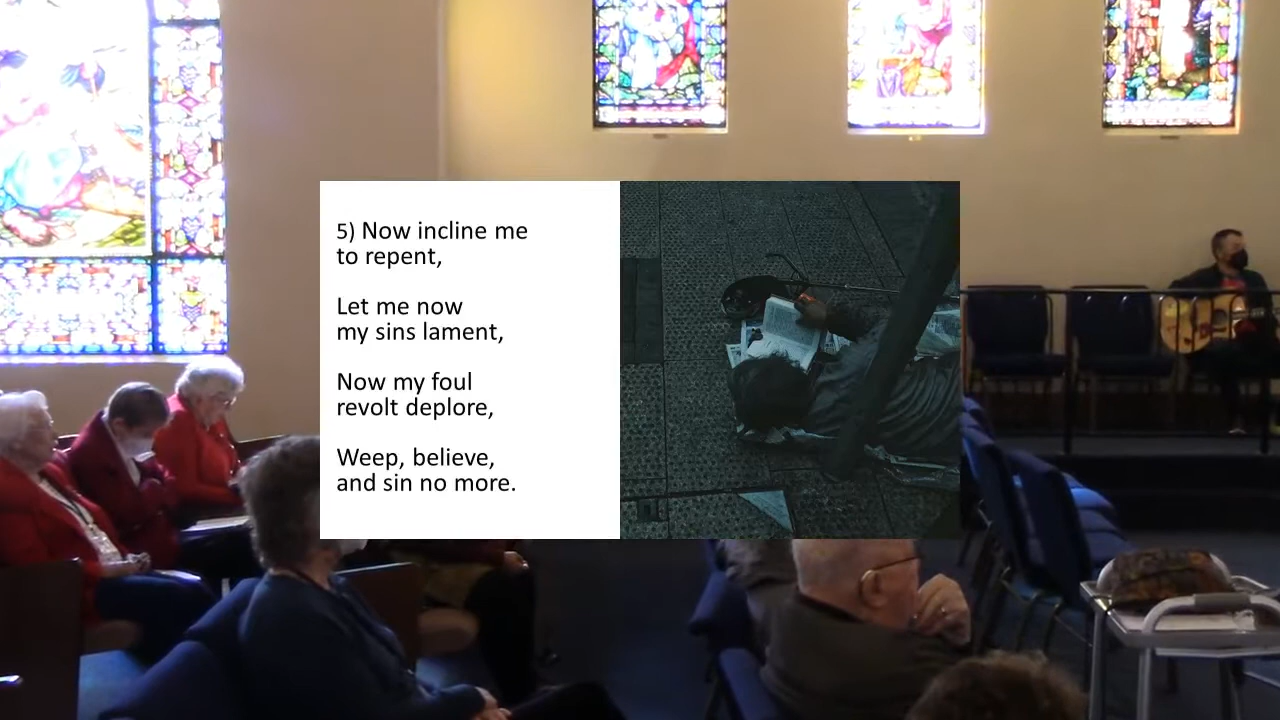 5) Now incline me
to repent,
Let me now
my sins lament,
Now my foul
revolt deplore,
Weep, believe,
and sin no more.